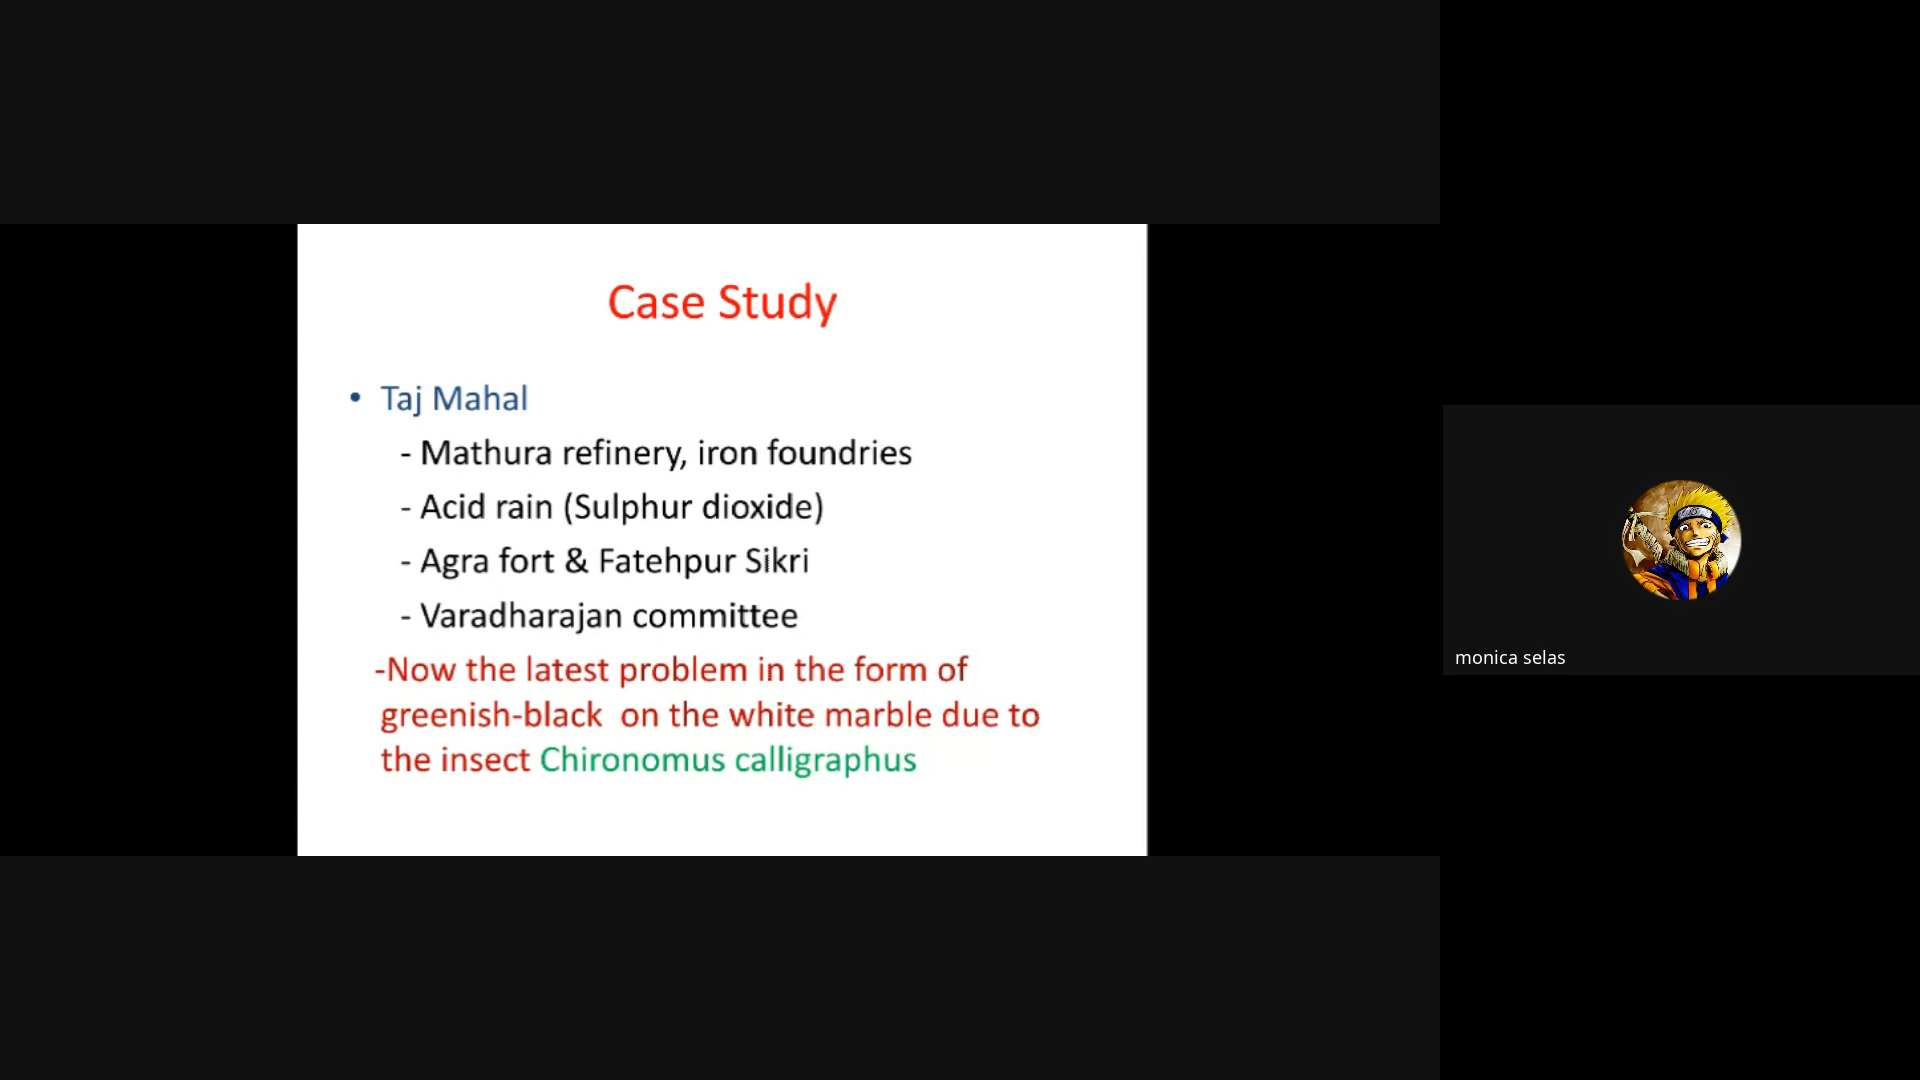 Case Study
• Taj Mahal
- Mathura refinery, iron foundries
- Acid rain (Sulphur dioxide)
- Agra fort & Fatehpur Sikri
- Varadharajan committee
-Now the latest problem in the form of
greenish-black  on the white marble due to
the insect Chironomus calligraphus
monica selas